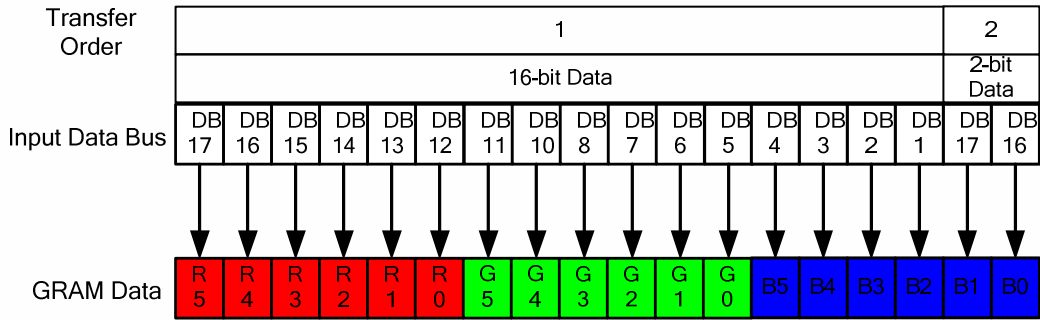 Transfer Order 1 2
16-bit Data 2-bit Data
Input Data Bus DB 17 DB 16 DB 15 DB 14 DB 13 DB 12 DB 11 DB 10 DB 8 DB 7 DB 6 DB 5 DB 4 DB 3 DB 2 DB 1 DB 17 DB 16
GRAM Data R 5 R 4 R 3 R 2 R 1 R 0 G 5 G 4 G 3 G 2 G 1 G 0 B5 B4 B3 B2 B1 B0